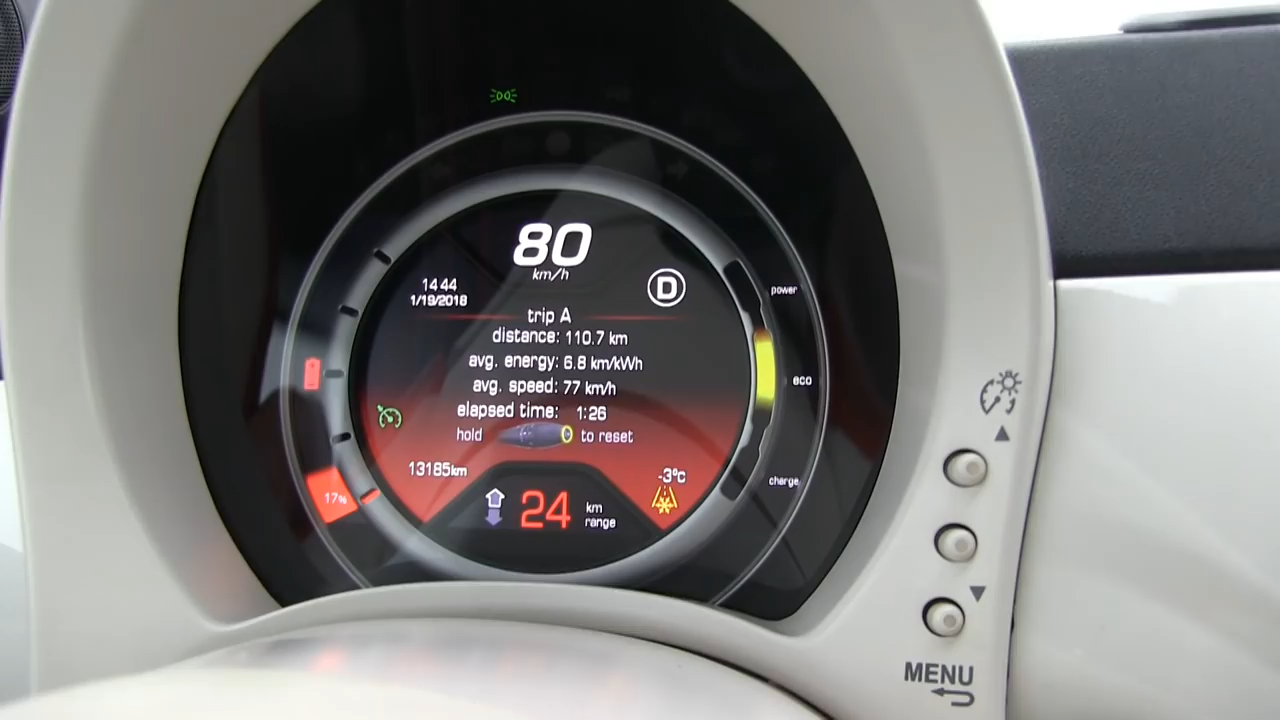 80
km/h
14:44
1/19/2018
D
power
trip A
distance: 110.7 km
avg. energy: 6.8 km/kWh
avg. speed: 77 km/h
eco
elapsed time: 1:26
hold to reset
13185km
-3°C
charge
17%
24 km range
MENU